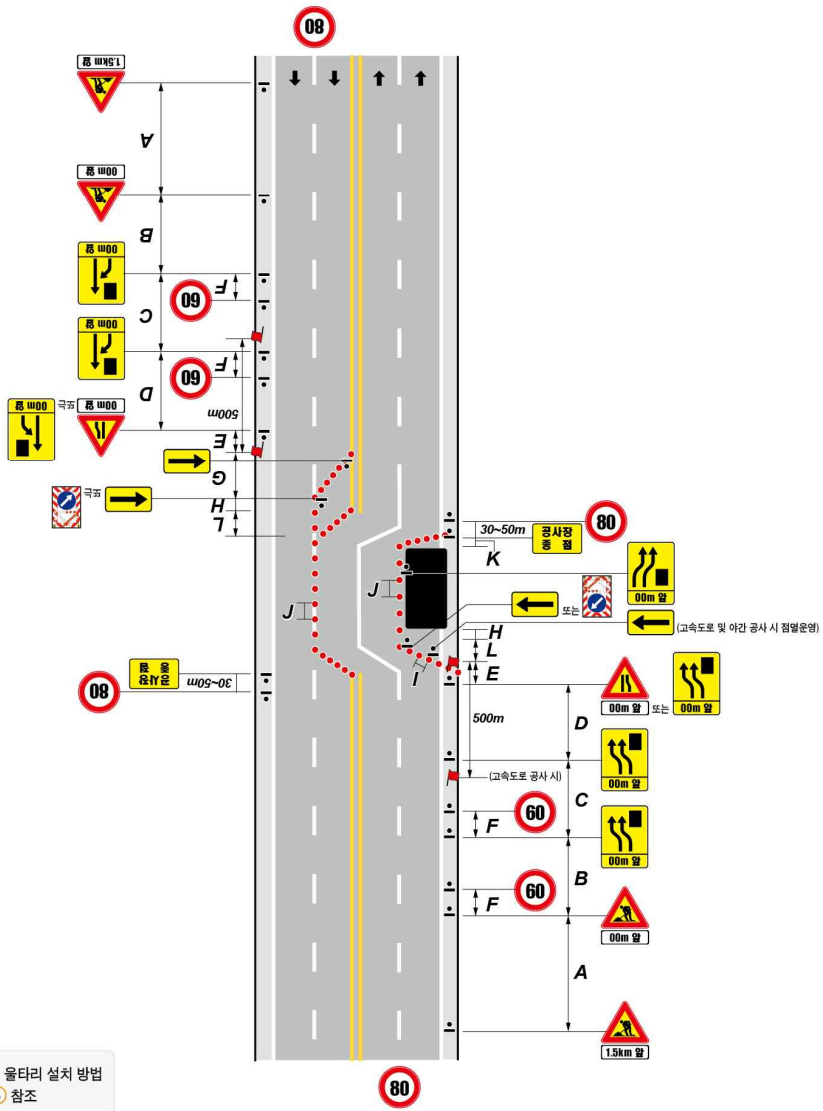 80
1.5km 앞
A
00m 앞
B
00m 앞
F
60
C
00m 앞
F
60
D
500m
00m 앞
또는
00m 앞
E
G
또는
H
L
30~50m
공사장
종 점
80
K
00m 앞
J
J
또는
(고속도로 및 야간 공사 시 점멸운영)
H
L
I
E
공사장
종 점
30~50m
80
500m
00m 앞
또는
00m 앞
D
(고속도로 공사 시)
00m 앞
C
60
F
00m 앞
B
60
F
00m 앞
A
1.5km 앞
80
울타리 설치 방법
참조